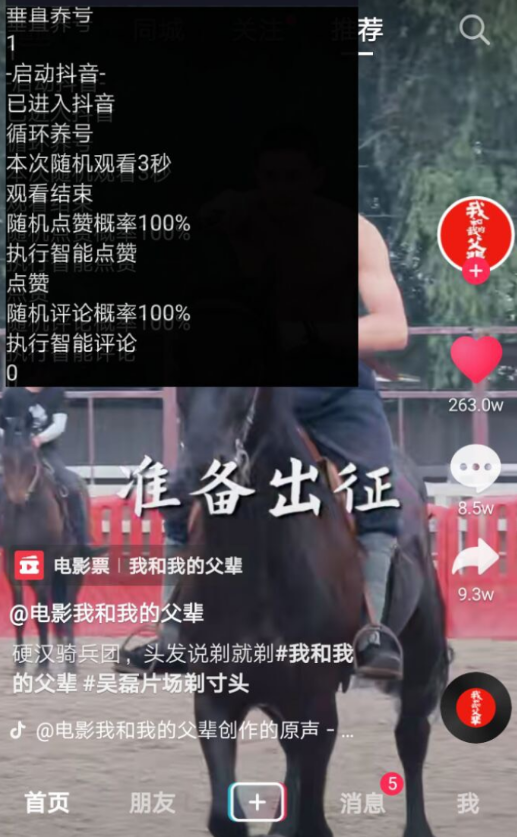 垂直养号
同城
关注
推荐
1
-启动抖音-
已进入抖音
循环养号
本次随机观看3秒
观看结束
随机点赞概率100%
执行智能点赞
点赞
随机评论概率100%
执行智能评论
0
我和我的父辈
263.0w
8.5w
9.3w
准备出征
电影票 | 我和我的父辈
@电影我和我的父辈
硬汉骑兵团，头发说剃就剃#我和我
的父辈 #吴磊片场剃寸头
@电影我和我的父辈创作的原声 - ...
我和我的父辈
首页
朋友
消息
5
我